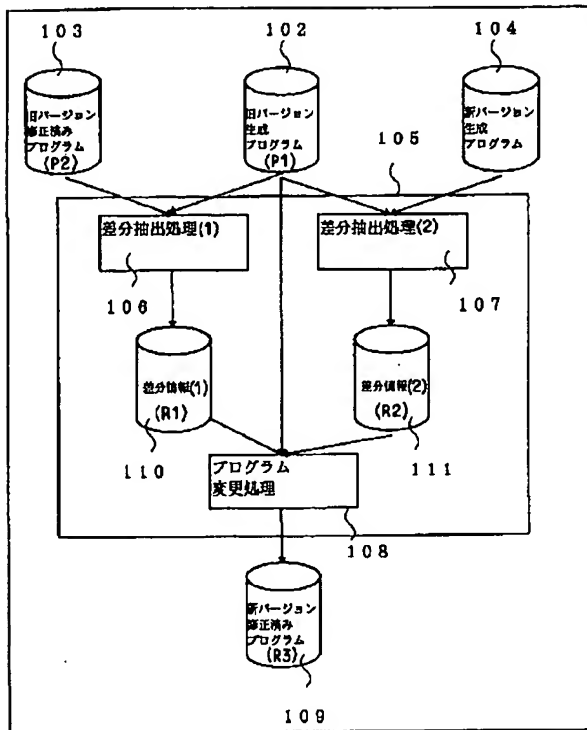 103
102
104
旧バージョン
修正済み
プログラム
(P2)
旧バージョン
生成
プログラム
(P1)
新バージョン
生成
プログラム
105
差分抽出処理(1)
差分抽出処理(2)
106
107
差分情報(1)
(R1)
差分情報(2)
(R2)
110
111
プログラム
変更処理
108
新バージョン
修正済み
プログラム
(R3)
109